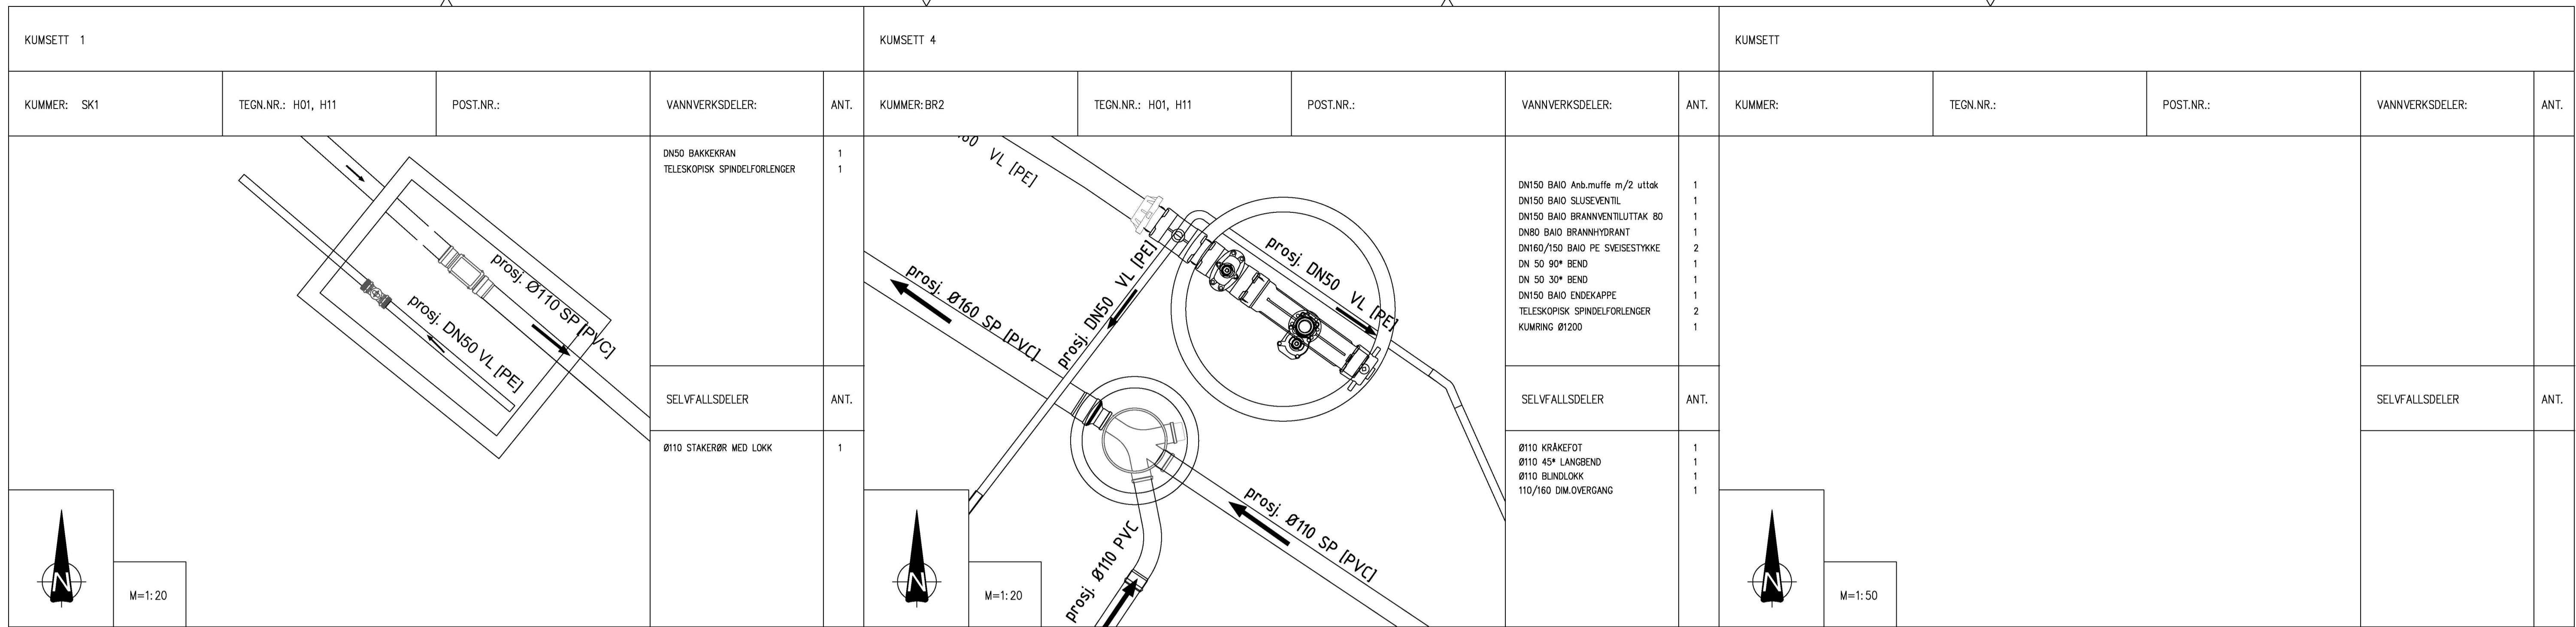 KUMSETT 1
KUMMER: SK1
TEGN.NR.: H01, H11
POST.NR.:
VANNVERKSDELER:
ANT.
DN50 BAKKEKRAN 1
TELESKOPISK SPINDELFORLENGER 1
prosj. Ø110 SP [PVC]
prosj. DN50 VL [PE]
SELVFALLSDELER
ANT.
Ø110 STAKERØR MED LOKK 1
N
M=1:20
KUMSETT 4
KUMMER: BR2
TEGN.NR.: H01, H11
POST.NR.:
VANNVERKSDELER:
ANT.
VL [PE]
prosj. DN50 VL [PE]
prosj. DN50 VL [PE]
prosj. Ø160 SP [PVC]
prosj. Ø110 SP [PVC]
prosj. Ø110 PVC
DN150 BAIO Anb.muffe m/2 uttak 1
DN150 BAIO SLUSEVENTIL 1
DN150 BAIO BRANNVENTILUTTAK 80 1
DN80 BAIO BRANNHYDRANT 1
DN160/150 BAIO PE SVEISESTYKKE 2
DN 50 90* BEND 1
DN 50 30* BEND 1
DN150 BAIO ENDEKAPPE 1
TELESKOPISK SPINDELFORLENGER 2
KUMRING Ø1200 1
SELVFALLSDELER
ANT.
Ø110 KRÅKEFOT 1
Ø110 45* LANGBEND 1
Ø110 BLINDLOKK 1
110/160 DIM.OVERGANG 1
N
M=1:20
KUMSETT
KUMMER:
TEGN.NR.:
POST.NR.:
VANNVERKSDELER:
ANT.
SELVFALLSDELER
ANT.
N
M=1:50